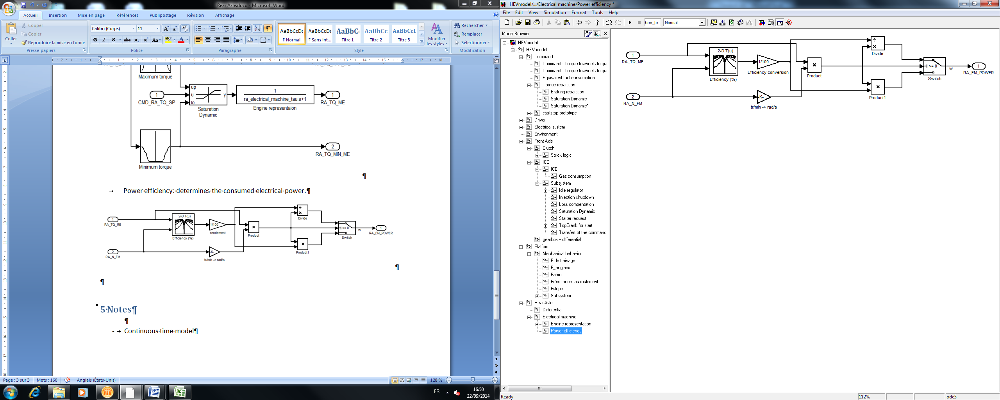 Rear Axle.docx - Microsoft Word
Accueil Insertion Mise en page Références Publipostage Révision Affichage
Coller
Couper
Copier
Reproduire la mise en forme
Presse-papiers
Calibri (Corps) 11
G I S abc x₂ x² Aa
Police
Paragraphe
AaBbCcDc AaBbCcDc AaBbC AaBbCc AaBbCcI
¶ Normal ¶ Sans int... Titre 1 Titre 2 Titre 3
Modifier les styles
Style
Rechercher
Remplacer
Sélectionner
Modification
Maximum torque
1
CMD_RA_TQ_SP
up
u y
lo
Saturation
Dynamic
1
ra_electrical_machine_tau.s+1
Engine representaion
1
RA_TQ_ME
Minimum torque
2
RA_TQ_MIN_ME
¶
→ Power·efficiency:·determines·the·consumed·electrical·power.¶
1
RA_TQ_ME
2
RA_N_EM
2-D T(u)
Efficiency (%)
1/100
rendement
-K-
tr/min -> rad/s
×
Product
÷
×
Divide
×
Product1
>= 0
Switch
W
1
RA_EM_POWER
¶
¶
5·Notes¶
¶
- → Continuous·time·model¶
Page : 3 sur 3 Mots : 160 Anglais (États-Unis) 128 %
FR
16:50
22/09/2014
HEVmodel/.../Electrical machine/Power efficiency *
File Edit View Simulation Format Tools Help
hev_te Normal
Model Browser
HEVmodel
HEV model
Command
Command - Torque towheel->torque
Command - Torque towheel->torque
Equivalent fuel consumption
Torque repartition
Braking repartition
Saturation Dynamic
Saturation Dynamic1
startstop prototype
Driver
Electrical system
Environment
Front Axle
Clutch
Stuck logic
ICE
ICE
Gaz consumption
Subsystem
Idle regulator
Injection shutdown
Loss compentation
Saturation Dynamic
Starter request
TopCrank for start
Transfert of the command
gearbox + differential
Platform
Mechanical behavior
F de freinage
F_engines
Faéro
Frésistance au roulement
Fslope
Subsystem
Rear Axle
Differential
Electrical machine
Engine representation
Power efficiency
1
RA_TQ_ME
2
RA_N_EM
2-D T(u)
Efficiency (%)
1/100
Efficiency conversion
-K-
tr/min -> rad/s
×
Product
÷
×
Divide
×
Product1
>= 0
Switch
W
1
RA_EM_POWER
Ready 112% ode5